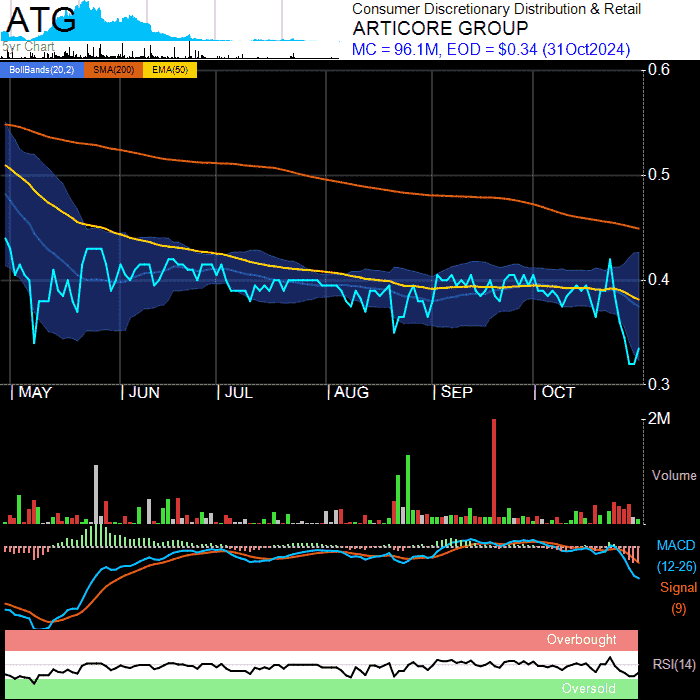 ATG
5yr Chart
Consumer Discretionary Distribution & Retail
ARTICORE GROUP
MC = 96.1M, EOD = $0.34 (31Oct2024)
BollBands(20,2) SMA(200) EMA(50)
0.6
0.5
0.4
0.3
MAY JUN JUL AUG SEP OCT
2M
Volume
MACD
(12-26)
Signal
(9)
Overbought
RSI(14)
Oversold